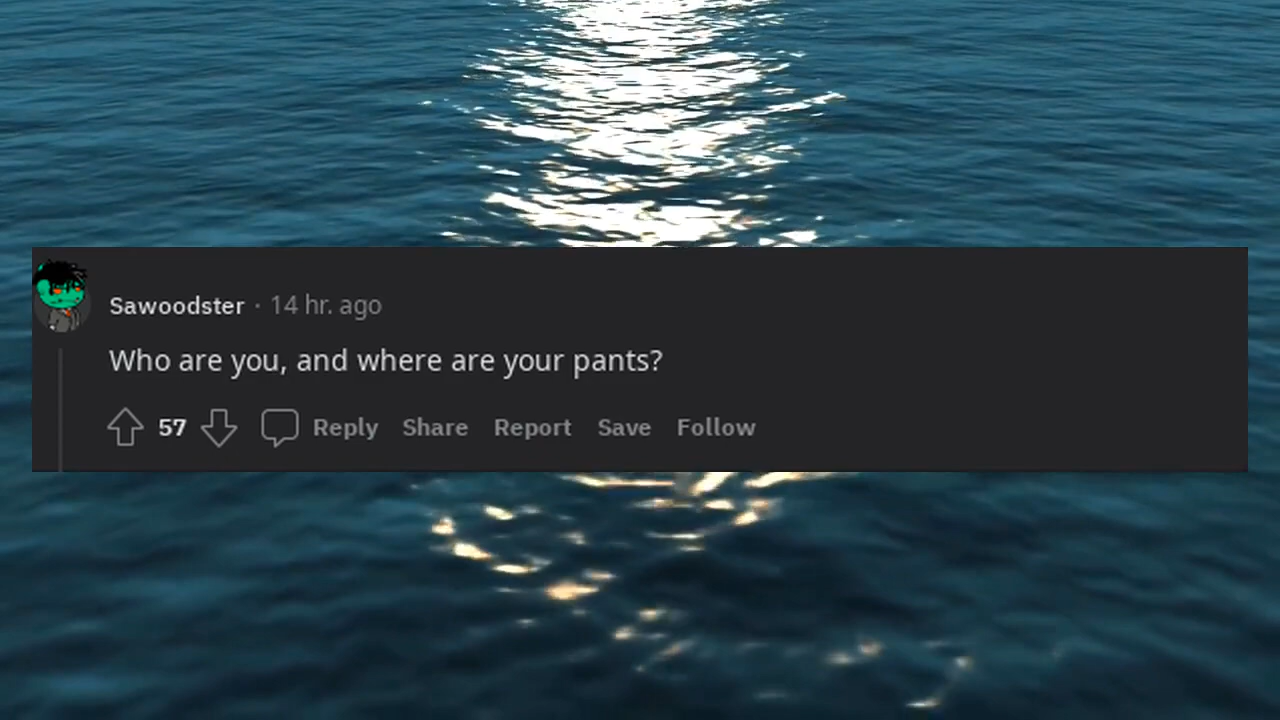 Sawoodster · 14 hr. ago
Who are you, and where are your pants?
57 Reply Share Report Save Follow